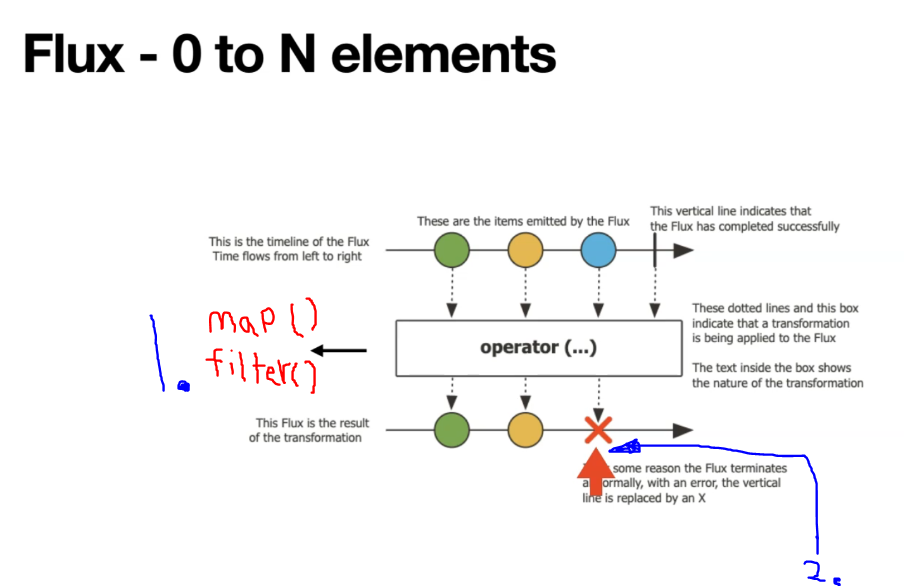 Flux - 0 to N elements
These are the items emitted by the Flux
This vertical line indicates that
the Flux has completed successfully
This is the timeline of the Flux
Time flows from left to right
1.
map()
filter()
operator (...)
These dotted lines and this box
indicate that a transformation
is being applied to the Flux
The text inside the box shows
the nature of the transformation
This Flux is the result
of the transformation
some reason the Flux terminates
with an error, the vertical
line is replaced by an X
2.